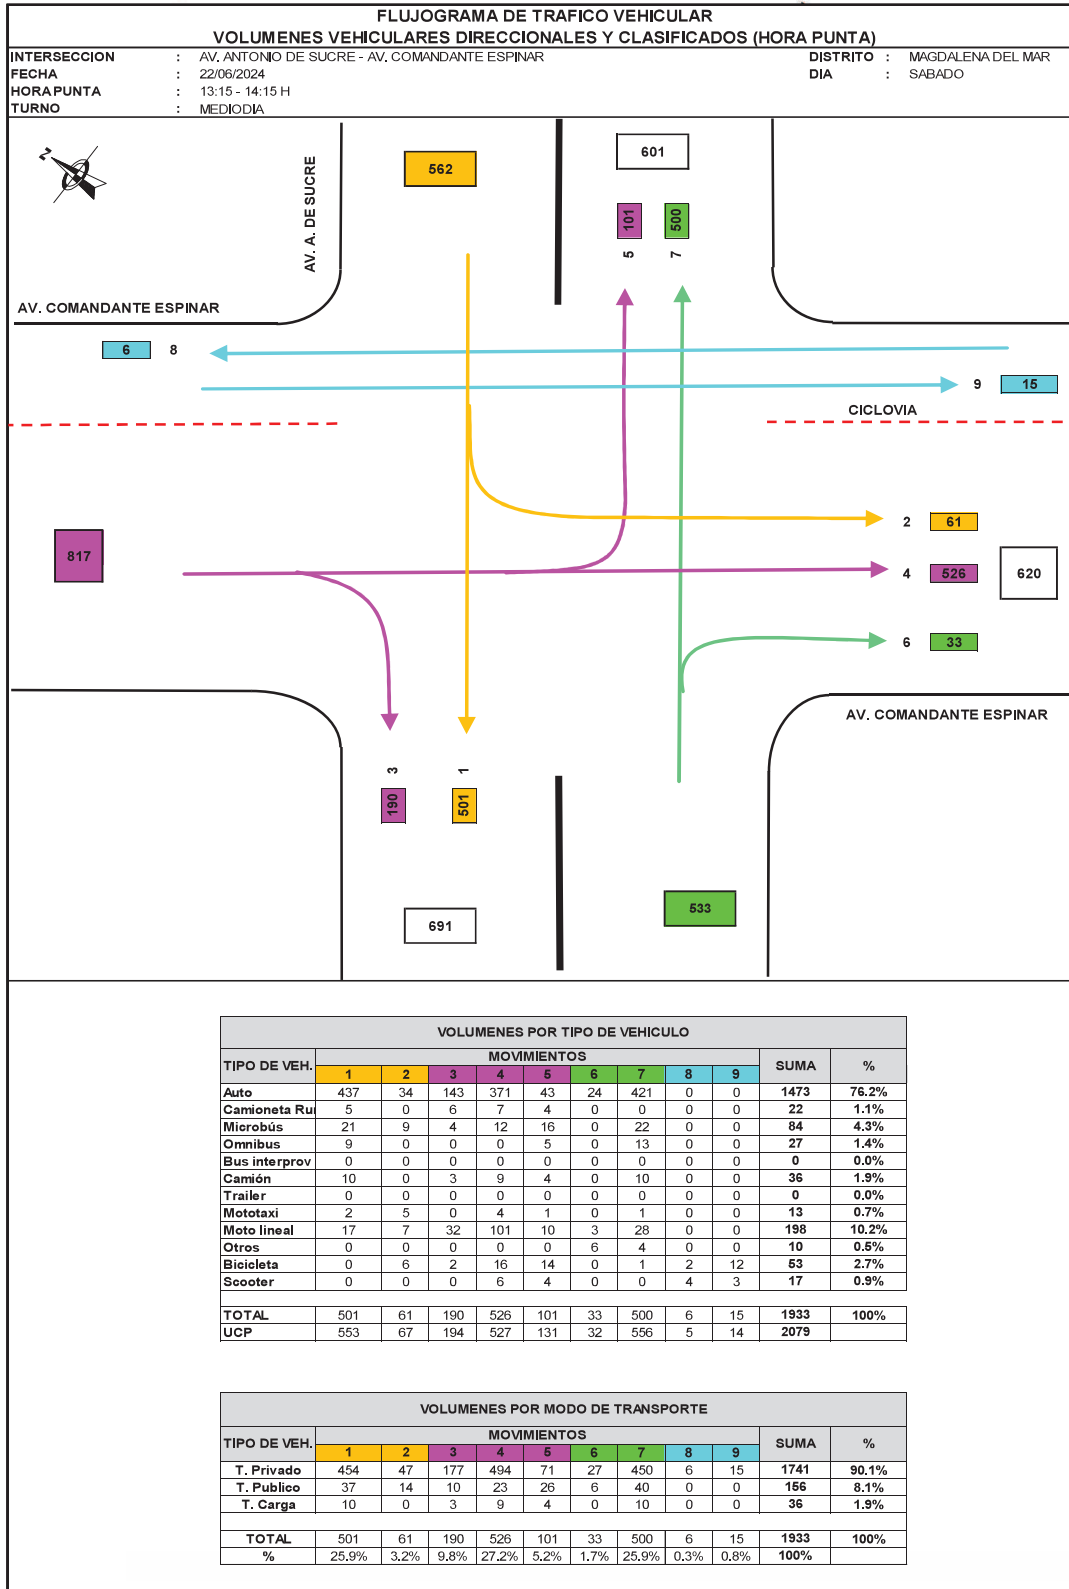 FLUJOGRAMA DE TRAFICO VEHICULAR
VOLUMENES VEHICULARES DIRECCIONALES Y CLASIFICADOS (HORA PUNTA)
INTERSECCION : AV. ANTONIO DE SUCRE - AV. COMANDANTE ESPINAR DISTRITO : MAGDALENA DEL MAR
FECHA : 22/06/2024 DIA : SABADO
HORA PUNTA : 13:15 - 14:15 H
TURNO : MEDIODIA
N
AV. A. DE SUCRE
562
601
101 500
5 7
AV. COMANDANTE ESPINAR
6 8
9 15
CICLOVIA
2 61
817
4 526 620
6 33
AV. COMANDANTE ESPINAR
3 1
190 501
691
533
VOLUMENES POR TIPO DE VEHICULO
TIPO DE VEH. MOVIMIENTOS SUMA %
1 2 3 4 5 6 7 8 9
Auto 437 34 143 371 43 24 421 0 0 1473 76.2%
Camioneta Ru 5 0 6 7 4 0 0 0 0 22 1.1%
Microbús 21 9 4 12 16 0 22 0 0 84 4.3%
Omnibus 9 0 0 0 5 0 13 0 0 27 1.4%
Bus interprov 0 0 0 0 0 0 0 0 0 0 0.0%
Camión 10 0 3 9 4 0 10 0 0 36 1.9%
Trailer 0 0 0 0 0 0 0 0 0 0 0.0%
Mototaxi 2 5 0 4 1 0 1 0 0 13 0.7%
Moto lineal 17 7 32 101 10 3 28 0 0 198 10.2%
Otros 0 0 0 0 0 6 4 0 0 10 0.5%
Bicicleta 0 6 2 16 14 0 1 2 12 53 2.7%
Scooter 0 0 0 6 4 0 0 4 3 17 0.9%
TOTAL 501 61 190 526 101 33 500 6 15 1933 100%
UCP 553 67 194 527 131 32 556 5 14 2079
VOLUMENES POR MODO DE TRANSPORTE
TIPO DE VEH. MOVIMIENTOS SUMA %
1 2 3 4 5 6 7 8 9
T. Privado 454 47 177 494 71 27 450 6 15 1741 90.1%
T. Publico 37 14 10 23 26 6 40 0 0 156 8.1%
T. Carga 10 0 3 9 4 0 10 0 0 36 1.9%
TOTAL 501 61 190 526 101 33 500 6 15 1933 100%
% 25.9% 3.2% 9.8% 27.2% 5.2% 1.7% 25.9% 0.3% 0.8% 100%